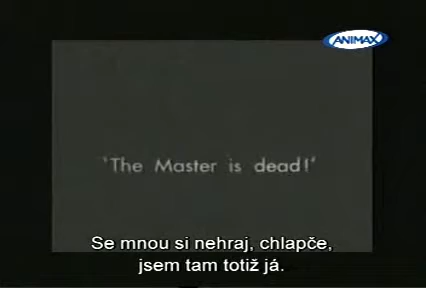 ANIMAX
'The Master is dead!'
Se mnou si nehraj, chlapče,
jsem tam totiž já.